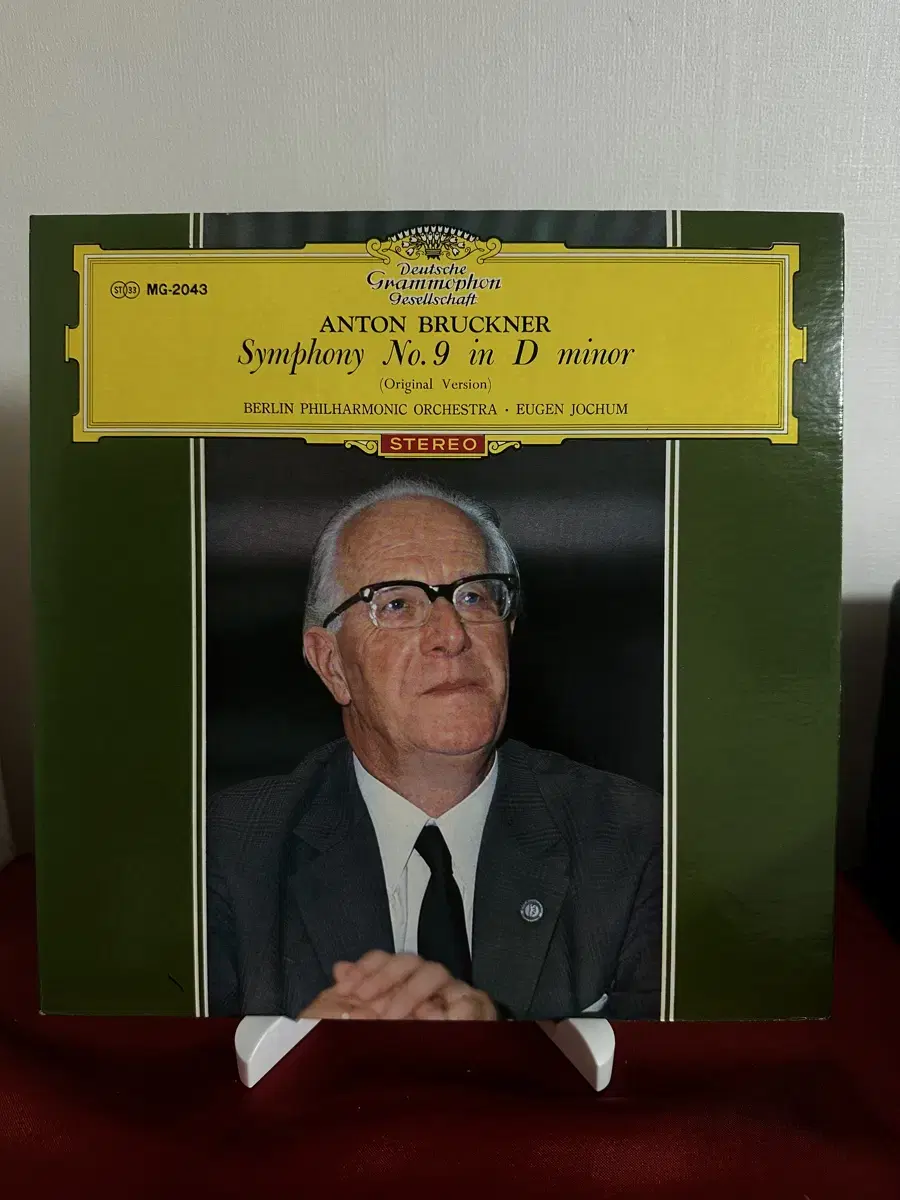 ST 33 MG-2043
Deutsche
Grammophon
Gesellschaft
ANTON BRUCKNER
Symphony No. 9 in D minor
(Original Version)
BERLIN PHILHARMONIC ORCHESTRA · EUGEN JOCHUM
STEREO